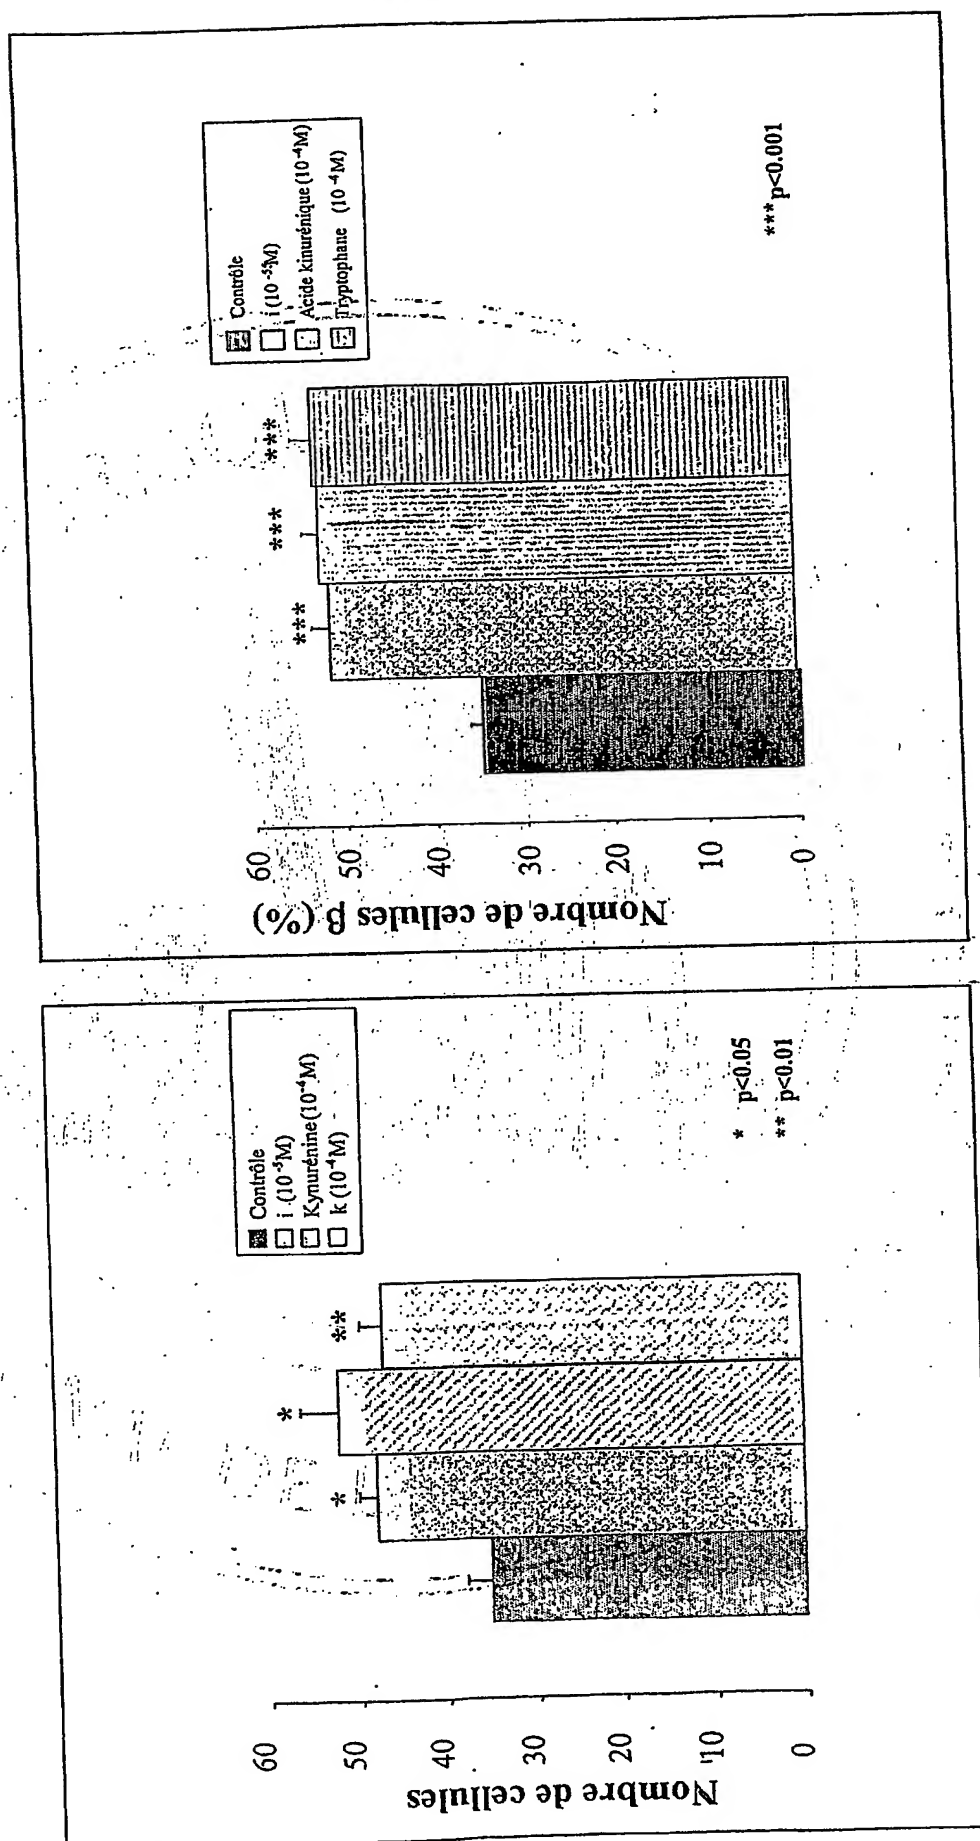 Nombre de cellules
60
50
40
30
20
10
0
* * ** 
Contrôle
i (10⁻⁵M)
Kynurénine (10⁻⁴M)
k (10⁻⁴M)
* p<0.05
** p<0.01
Nombre de cellules β (%)
60
50
40
30
20
10
0
*** *** ***
Contrôle
Acide kinurénique (10⁻⁴M)
Tryptophane (10⁻⁴M)
*** p<0.001